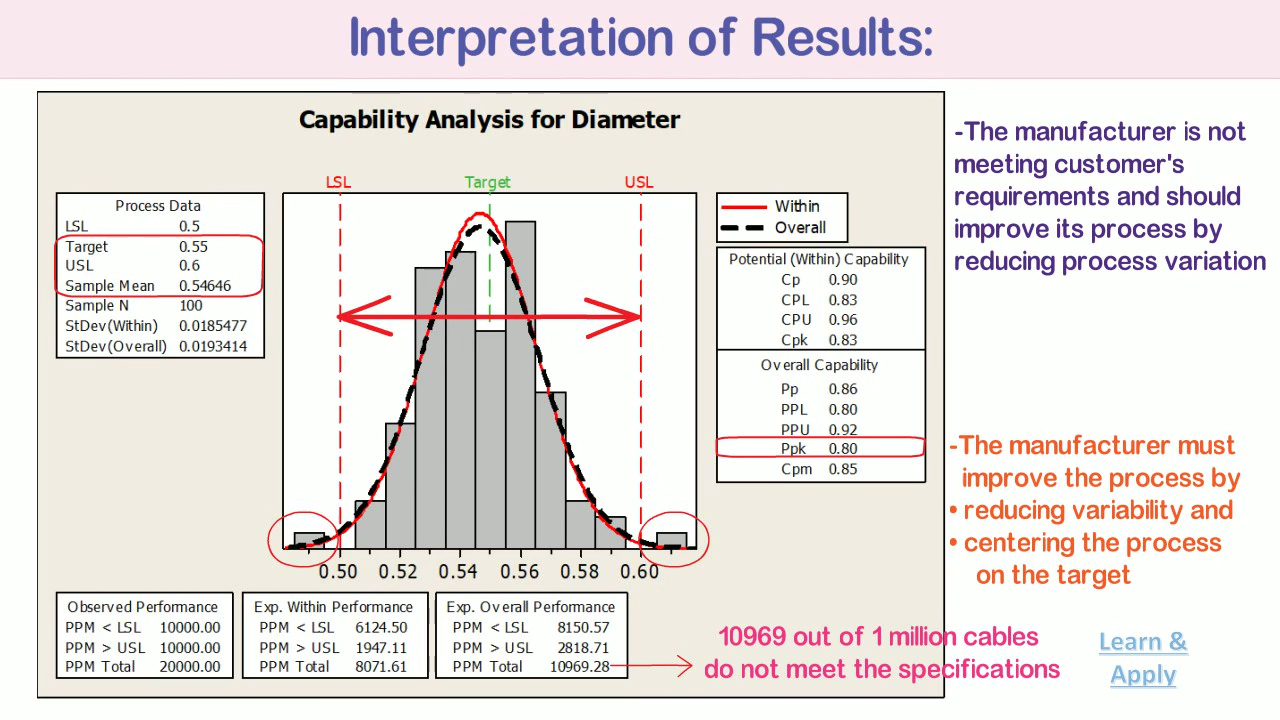 Interpretation of Results:
Capability Analysis for Diameter
LSL
Target
USL
Process Data
LSL 0.5
Target 0.55
USL 0.6
Sample Mean 0.54646
Sample N 100
StDev(Within) 0.0185477
StDev(Overall) 0.0193414
Within
Overall
Potential (Within) Capability
Cp 0.90
CPL 0.83
CPU 0.96
Cpk 0.83
Overall Capability
Pp 0.86
PPL 0.80
PPU 0.92
Ppk 0.80
Cpm 0.85
0.50 0.52 0.54 0.56 0.58 0.60
Observed Performance
PPM < LSL 10000.00
PPM > USL 10000.00
PPM Total 20000.00
Exp. Within Performance
PPM < LSL 6124.50
PPM > USL 1947.11
PPM Total 8071.61
Exp. Overall Performance
PPM < LSL 8150.57
PPM > USL 2818.71
PPM Total 10969.28
-The manufacturer is not
meeting customer's
requirements and should
improve its process by
reducing process variation
-The manufacturer must
improve the process by
• reducing variability and
• centering the process
on the target
10969 out of 1 million cables
do not meet the specifications
Learn &
Apply